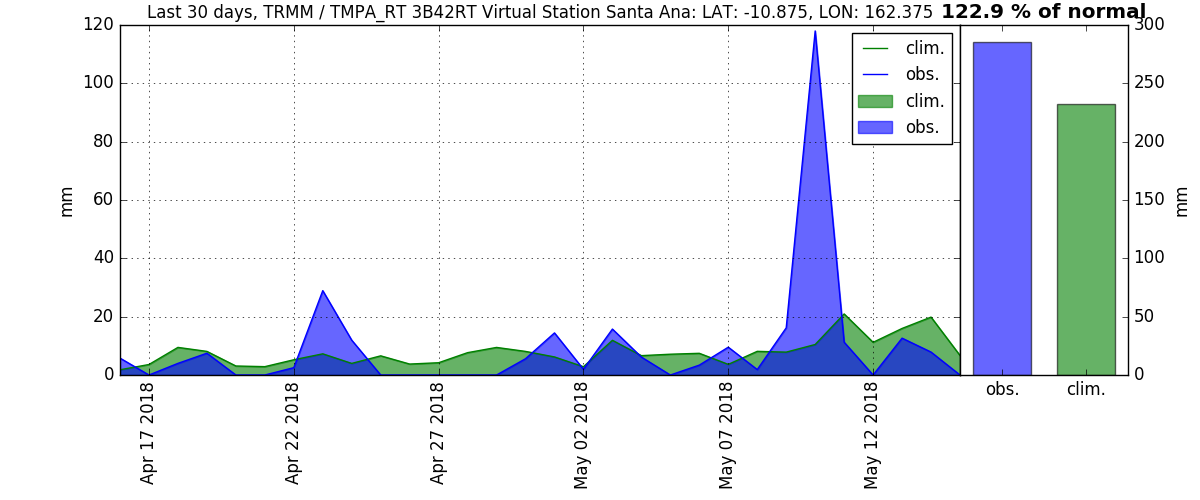 Last 30 days, TRMM / TMPA_RT 3B42RT Virtual Station Santa Ana: LAT: -10.875, LON: 162.375 122.9 % of normal
120
100
80
60
40
20
0
mm
clim.
obs.
clim.
obs.
300
250
200
150
100
50
0
mm
Apr 17 2018
Apr 22 2018
Apr 27 2018
May 02 2018
May 07 2018
May 12 2018
obs.
clim.